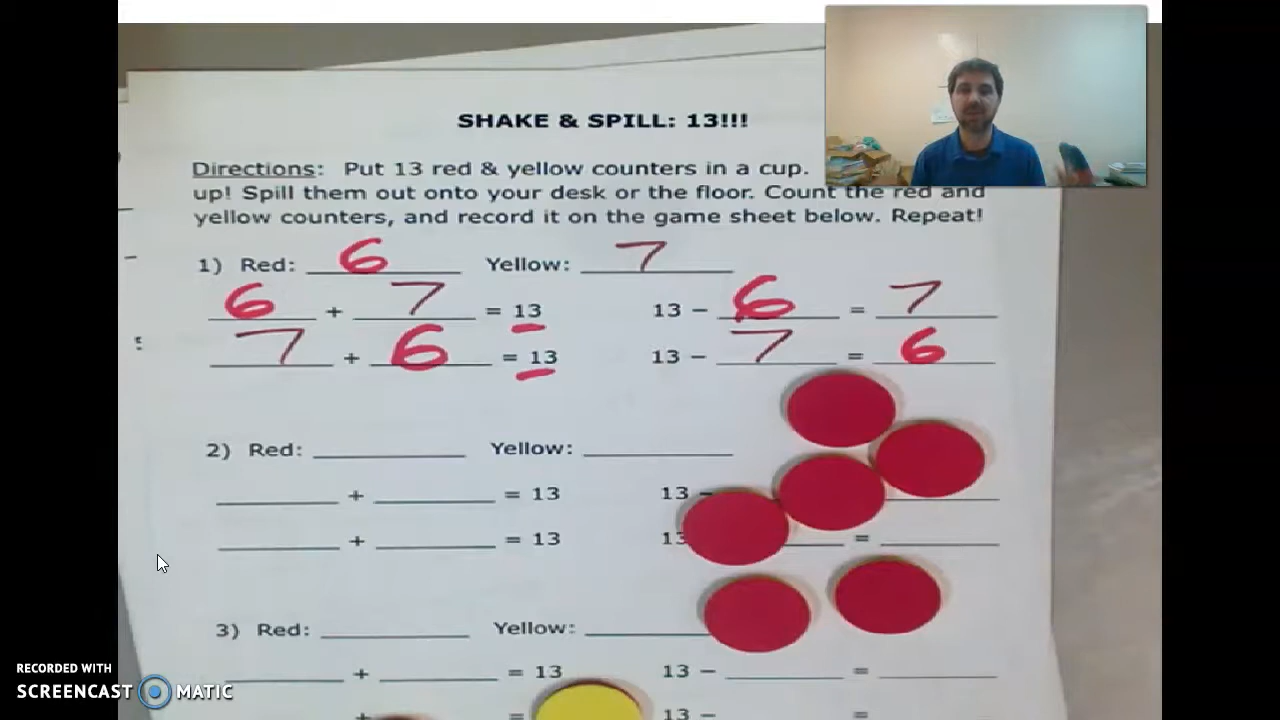 SHAKE & SPILL: 13!!!
Directions: Put 13 red & yellow counters in a cup.
up! Spill them out onto your desk or the floor. Count the red and
yellow counters, and record it on the game sheet below. Repeat!
1) Red: 6 Yellow: 7
6 + 7 = 13 13 - 6 = 7
7 + 6 = 13 13 - 7 = 6
2) Red: Yellow:
+ = 13 13 -
+ = 13 13 =
3) Red: Yellow:
+ = 13 13 - =
+ = 13 - =
RECORDED WITH
SCREENCAST MATIC